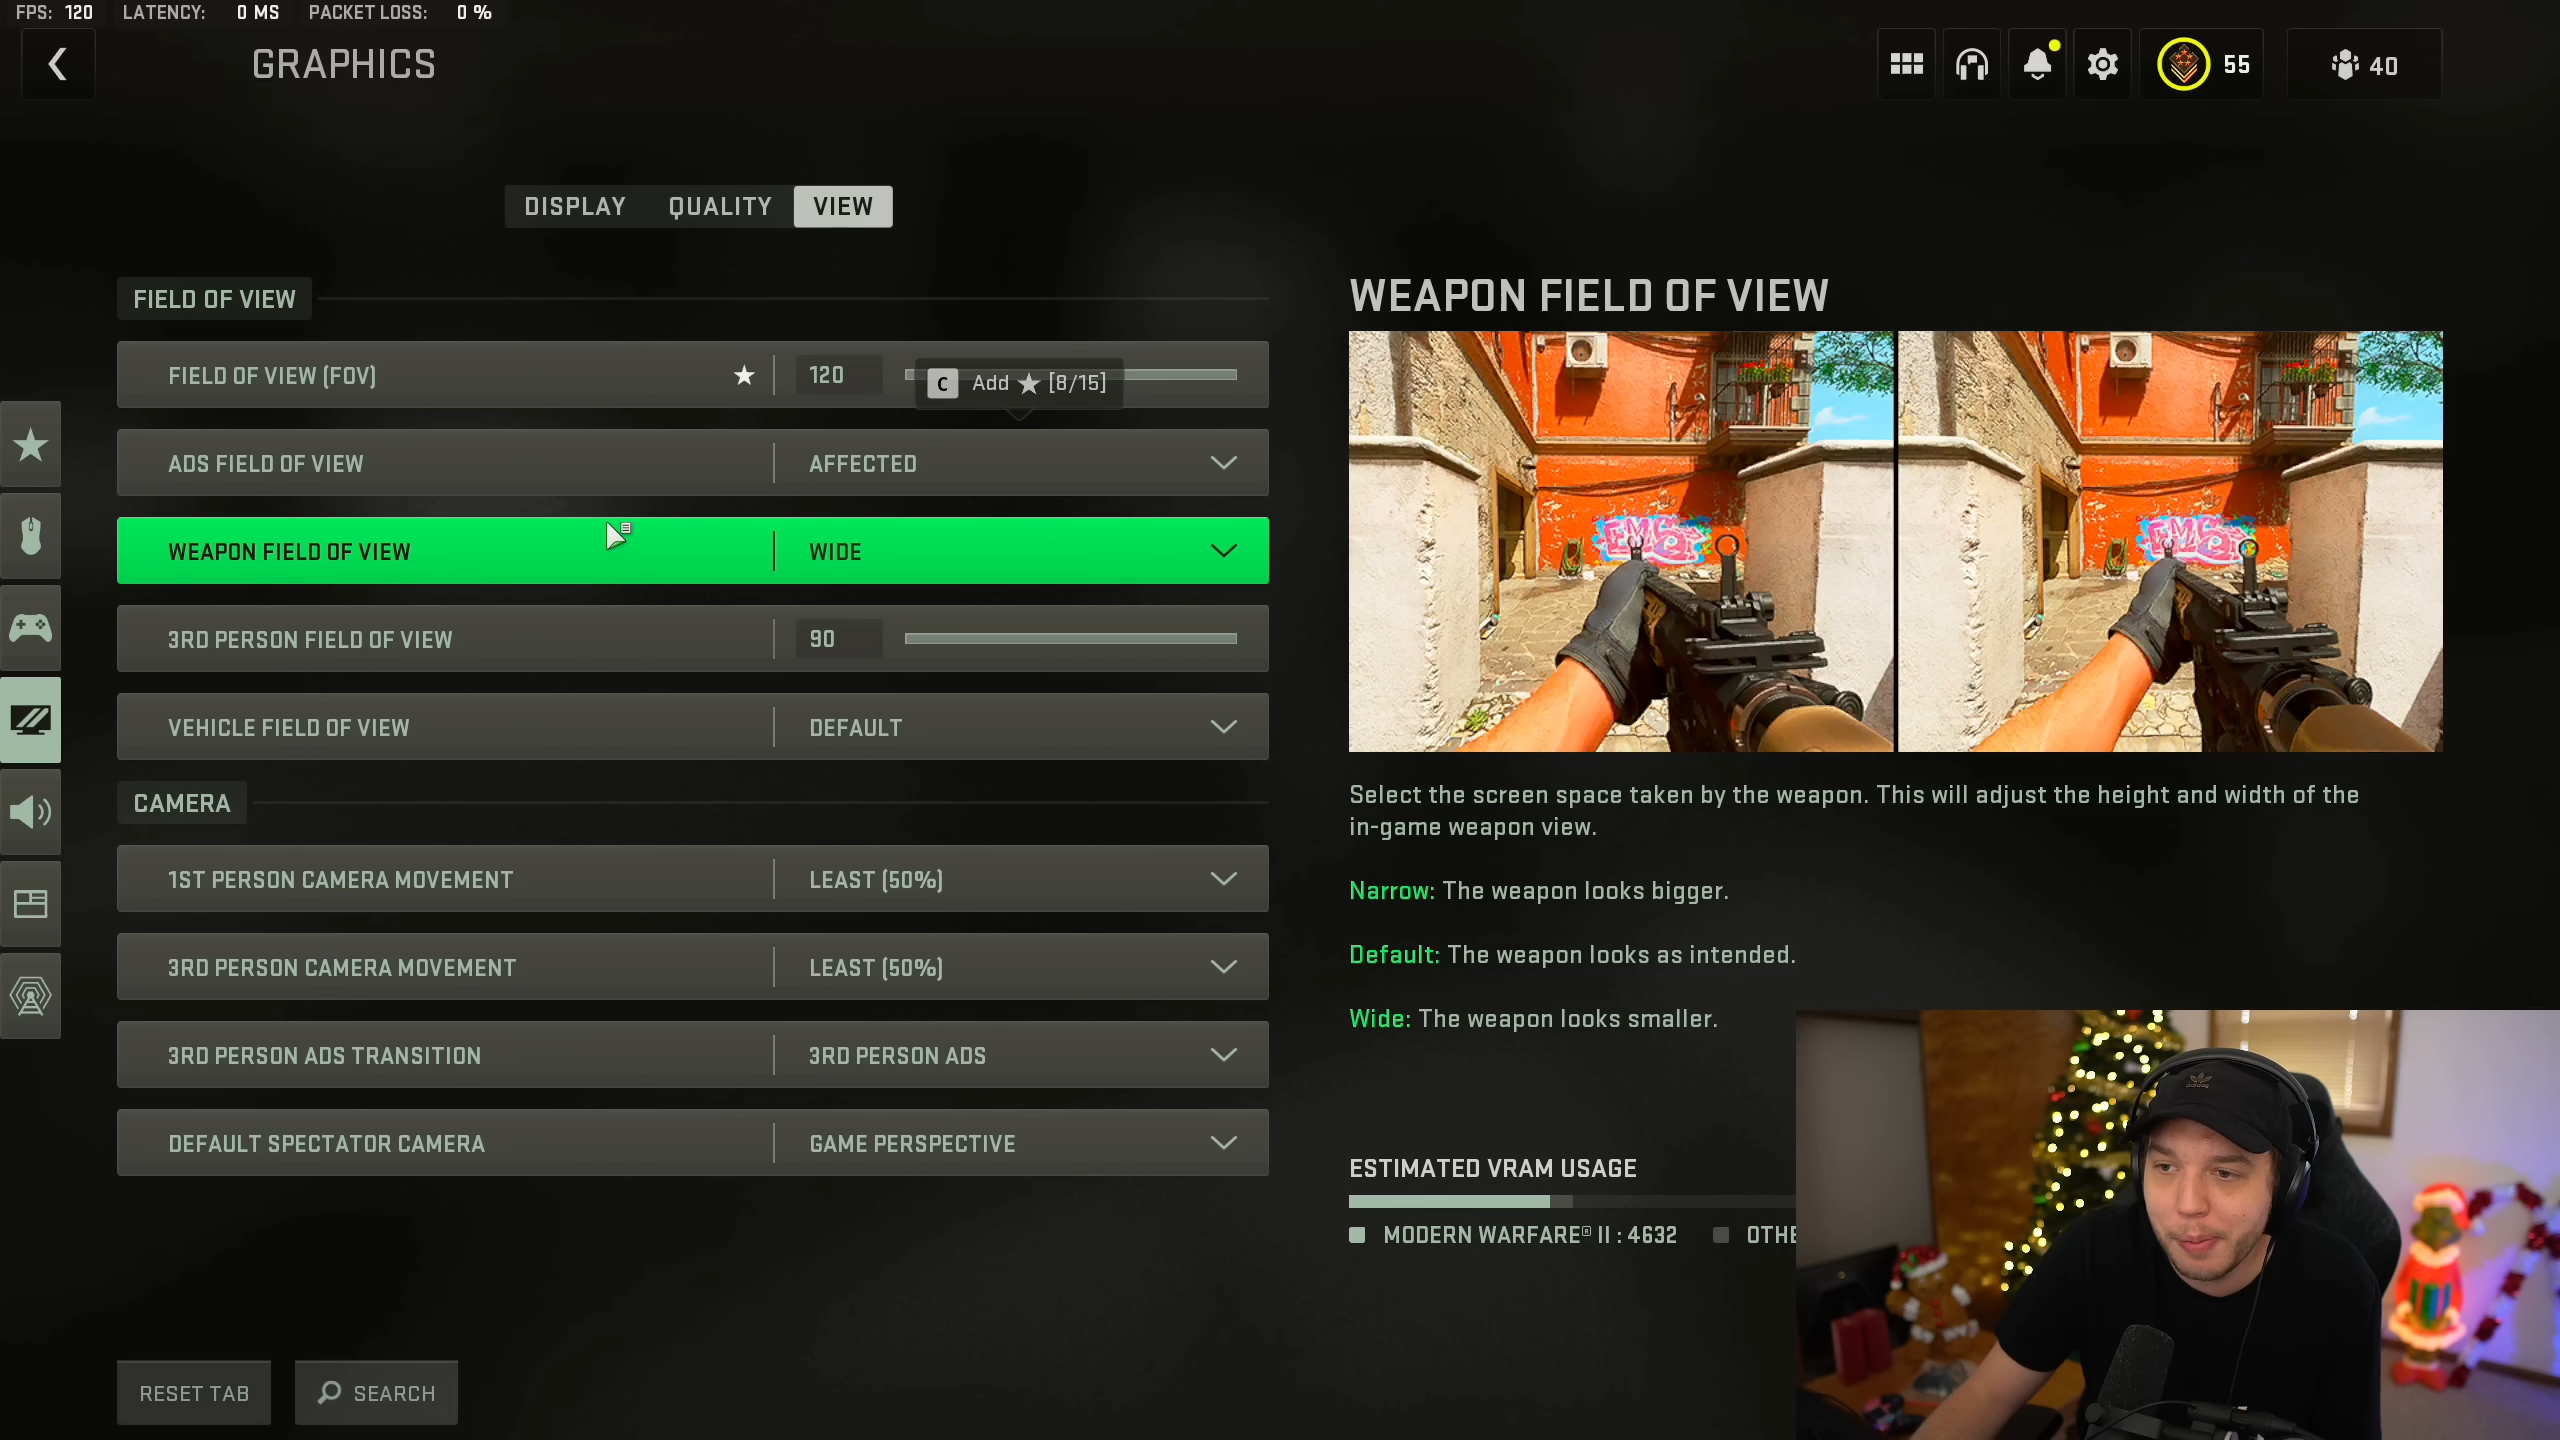 FPS: 120 LATENCY: 0 MS PACKET LOSS: 0 %
GRAPHICS
55
40
DISPLAY QUALITY VIEW
FIELD OF VIEW
FIELD OF VIEW (FOV) 120
C Add ★ [8/15]
ADS FIELD OF VIEW AFFECTED
WEAPON FIELD OF VIEW WIDE
3RD PERSON FIELD OF VIEW 90
VEHICLE FIELD OF VIEW DEFAULT
CAMERA
1ST PERSON CAMERA MOVEMENT LEAST (50%)
3RD PERSON CAMERA MOVEMENT LEAST (50%)
3RD PERSON ADS TRANSITION 3RD PERSON ADS
DEFAULT SPECTATOR CAMERA GAME PERSPECTIVE
RESET TAB SEARCH
WEAPON FIELD OF VIEW
Select the screen space taken by the weapon. This will adjust the height and width of the
in-game weapon view.
Narrow: The weapon looks bigger.
Default: The weapon looks as intended.
Wide: The weapon looks smaller.
ESTIMATED VRAM USAGE
MODERN WARFARE® II : 4632 OTHE